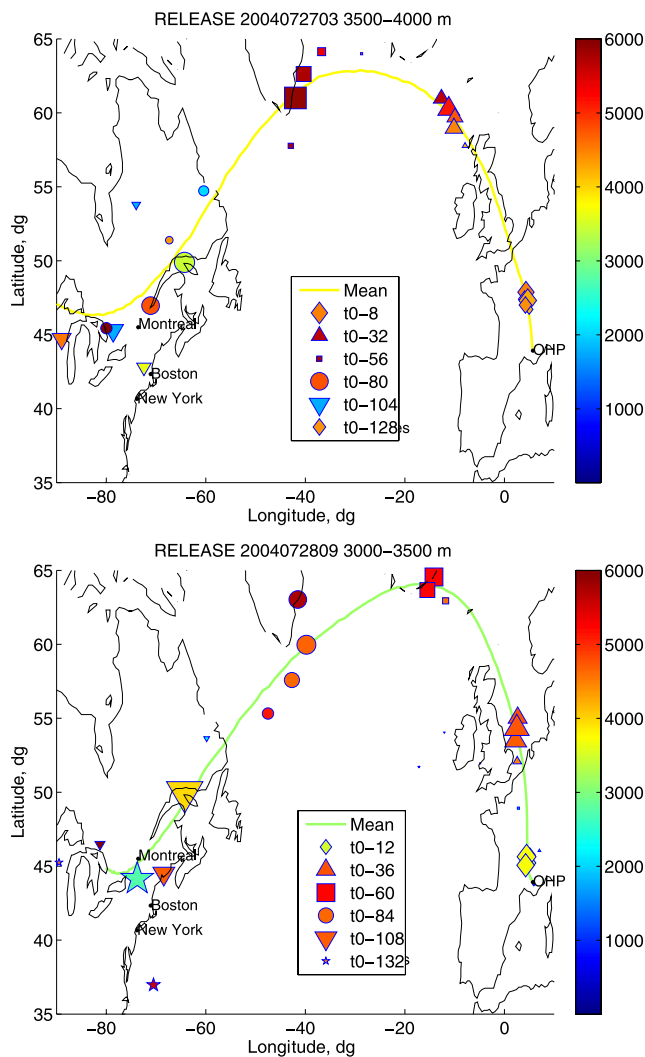 RELEASE 2004072703 3500−4000 m
65
60
55
50
45
40
35
Latitude, dg
−80
−60
−40
−20
0
Longitude, dg
Montreal
Boston
New York
OHP
Mean
t0−8
t0−32
t0−56
t0−80
t0−104
t0−128es
6000
5000
4000
3000
2000
1000
RELEASE 2004072809 3000−3500 m
65
60
55
50
45
40
35
Latitude, dg
−80
−60
−40
−20
0
Longitude, dg
Montreal
Boston
New York
OHP
Mean
t0−12
t0−36
t0−60
t0−84
t0−108
t0−132s
6000
5000
4000
3000
2000
1000